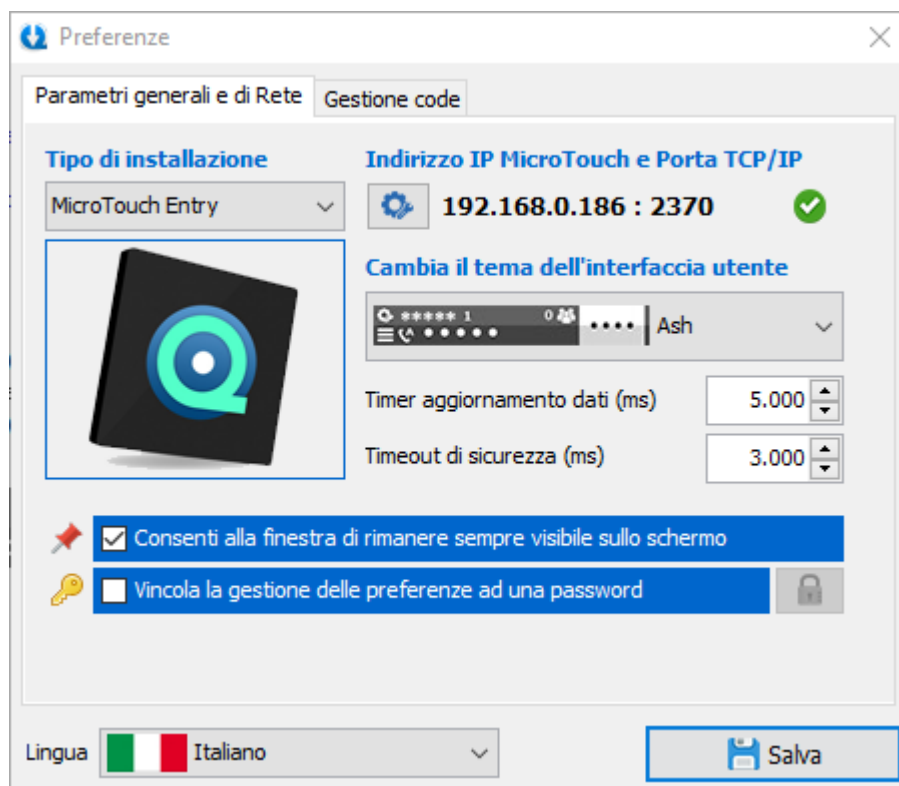 Preferenze
Parametri generali e di Rete
Gestione code
Tipo di installazione
MicroTouch Entry
Indirizzo IP MicroTouch e Porta TCP/IP
192.168.0.186 : 2370
Cambia il tema dell'interfaccia utente
***** 1
0
Ash
Timer aggiornamento dati (ms)
5.000
Timeout di sicurezza (ms)
3.000
Consenti alla finestra di rimanere sempre visibile sullo schermo
Vincola la gestione delle preferenze ad una password
Lingua
Italiano
Salva